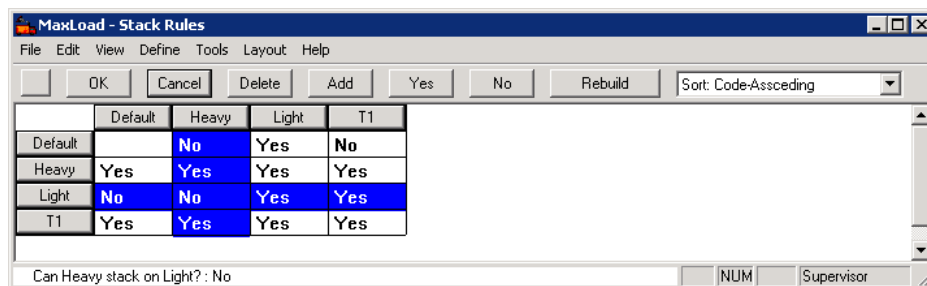 MaxLoad - Stack Rules
File Edit View Define Tools Layout Help
OK Cancel Delete Add Yes No Rebuild Sort: Code-Assceding
Default Heavy Light T1
Default No Yes No
Heavy Yes Yes Yes Yes
Light No No Yes Yes
T1 Yes Yes Yes Yes
Can Heavy stack on Light? : No NUM Supervisor